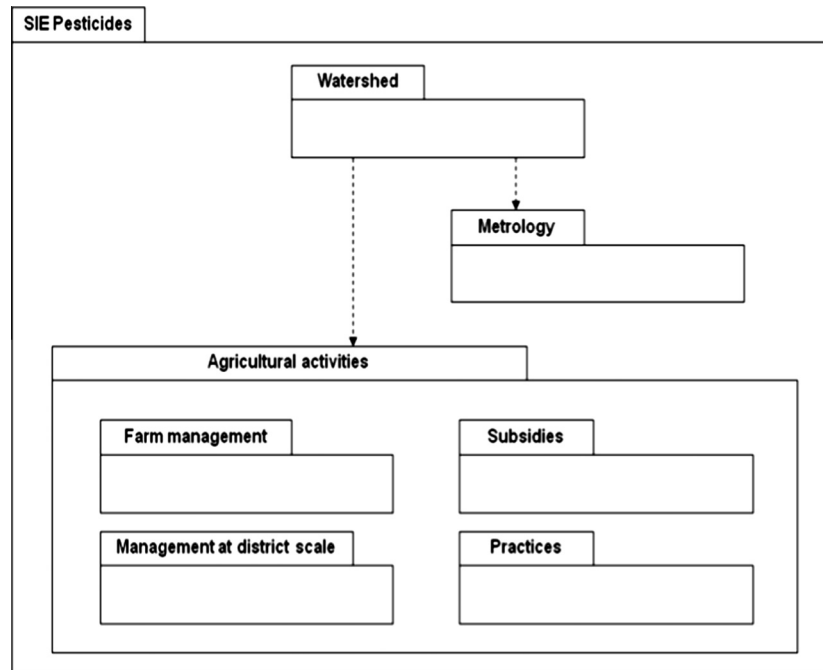 SIE Pesticides
Watershed
Metrology
Agricultural activities
Farm management
Subsidies
Management at district scale
Practices